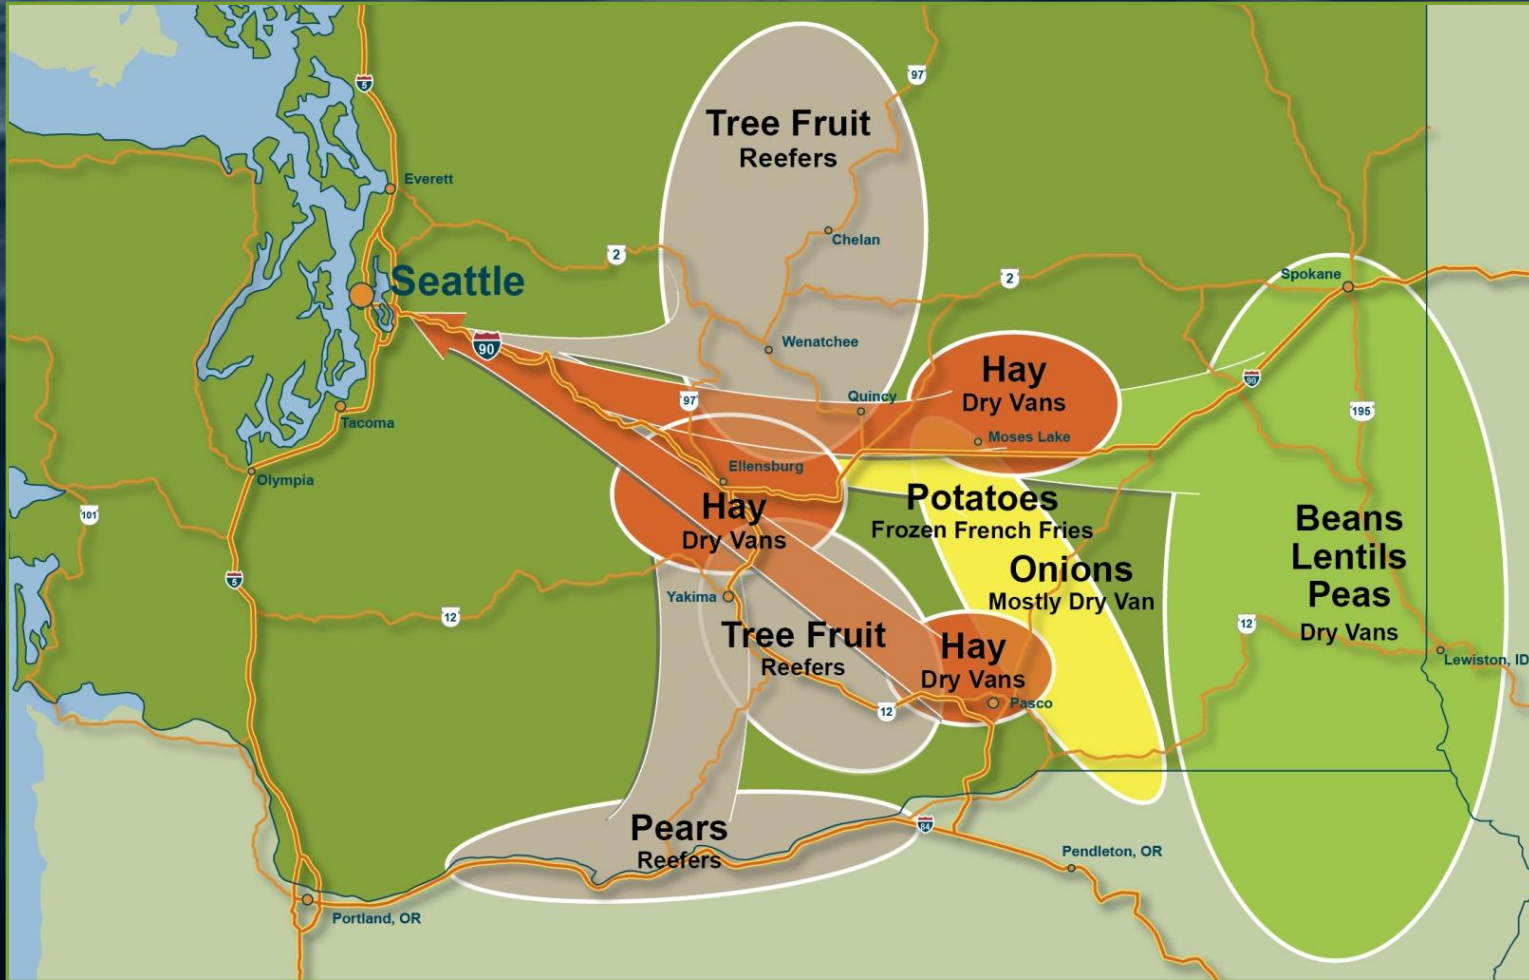 5
97
Tree Fruit
Reefers
Everett
Chelan
2
2
Spokane
Seattle
90
Wenatchee
Hay
Dry Vans
90
97
Quincy
195
Tacoma
Moses Lake
Olympia
Ellensburg
101
Hay
Dry Vans
Potatoes
Frozen French Fries
Onions
Mostly Dry Van
Beans
Lentils
Peas
Dry Vans
5
Yakima
12
12
Tree Fruit
Reefers
Hay
Dry Vans
Lewiston, ID
12
Pasco
Pears
Reefers
84
Pendleton, OR
Portland, OR